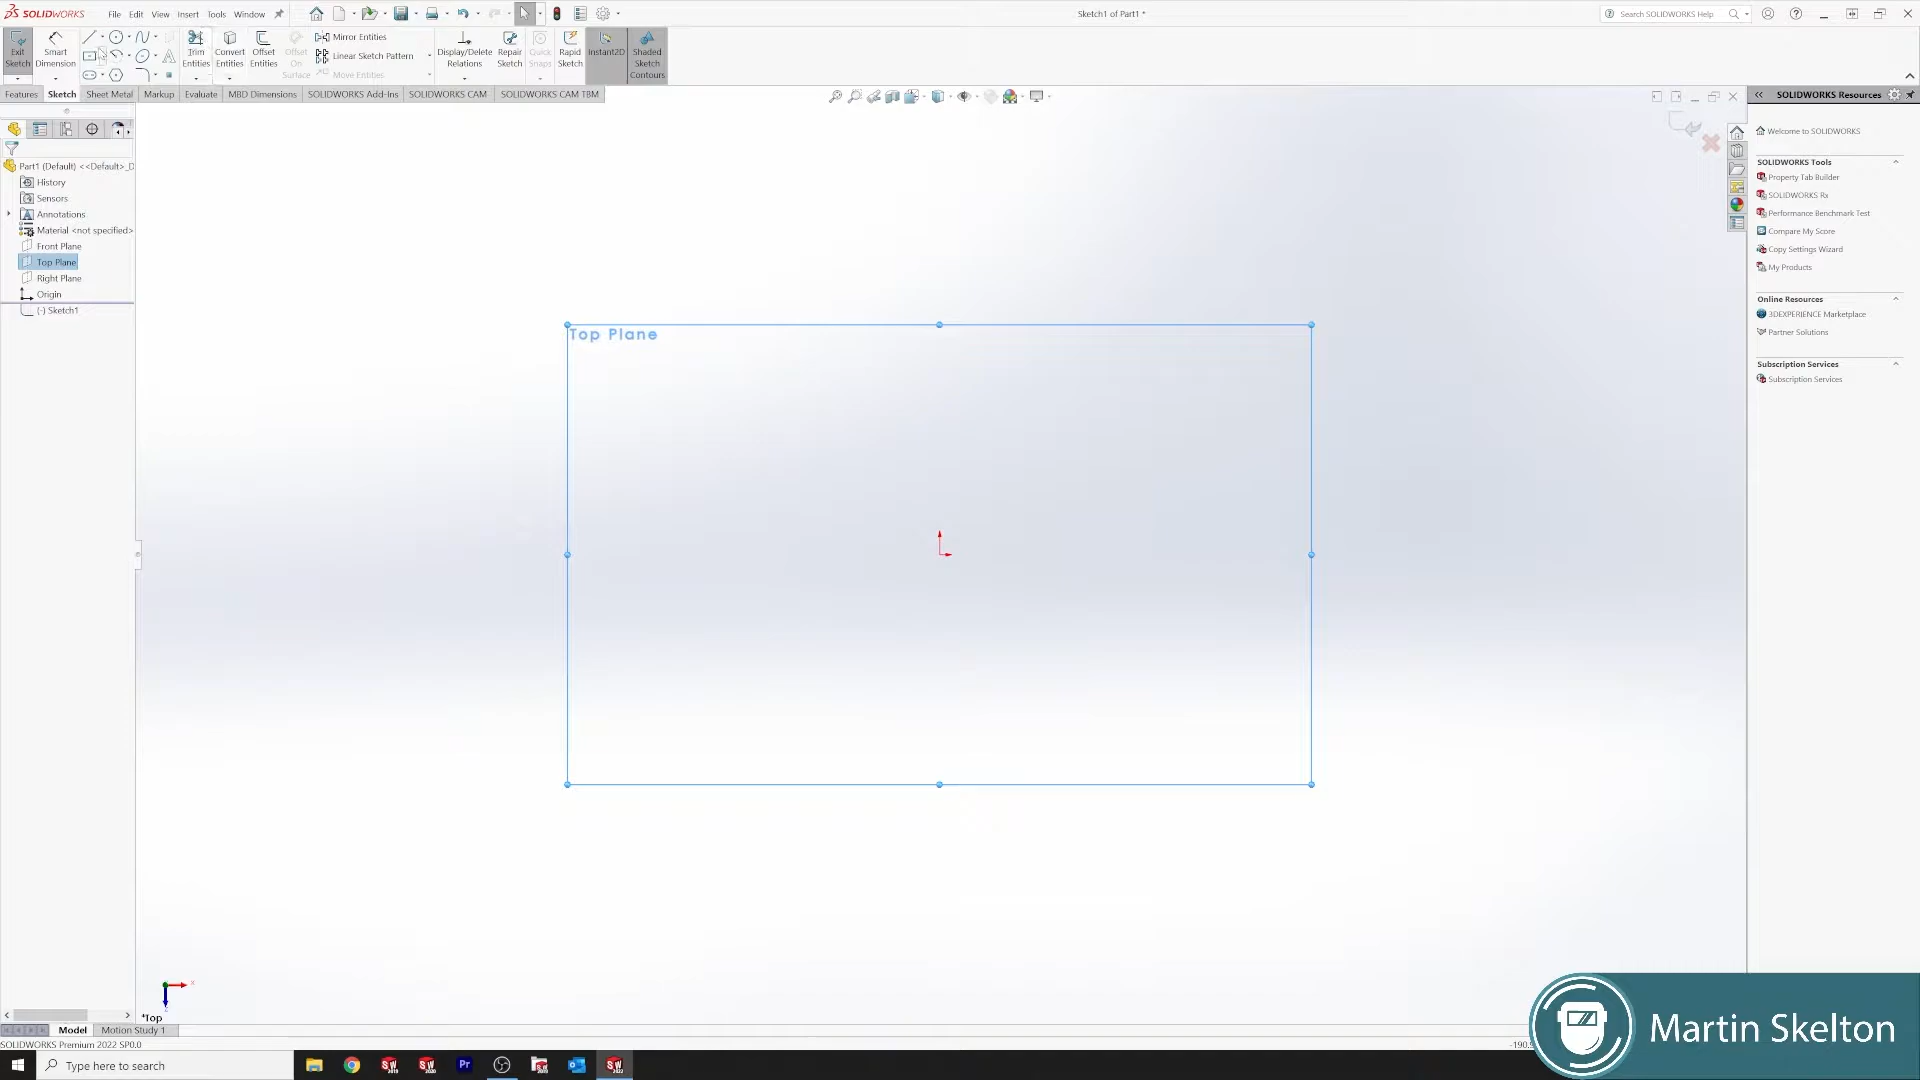 SOLIDWORKS File Edit View Insert Tools Window Sketch1 of Part1 * Search SOLIDWORKS Help
Exit Sketch Smart Dimension Trim Entities Convert Entities Offset Entities Offset On Surface Mirror Entities Linear Sketch Pattern Move Entities Display/Delete Relations Repair Sketch Quick Snaps Rapid Sketch Instant2D Shaded Sketch Contours
Features Sketch Sheet Metal Markup Evaluate MBD Dimensions SOLIDWORKS Add-Ins SOLIDWORKS CAM SOLIDWORKS CAM TBM
Part1 (Default) <<Default>_D
History
Sensors
Annotations
Material <not specified>
Front Plane
Top Plane
Right Plane
Origin
(-) Sketch1
Top Plane
SOLIDWORKS Resources
Welcome to SOLIDWORKS
SOLIDWORKS Tools
Property Tab Builder
SOLIDWORKS Rx
Performance Benchmark Test
Compare My Score
Copy Settings Wizard
My Products
Online Resources
3DEXPERIENCE Marketplace
Partner Solutions
Subscription Services
Subscription Services
*Top
Model Motion Study 1
SOLIDWORKS Premium 2022 SP0.0
Martin Skelton
Type here to search